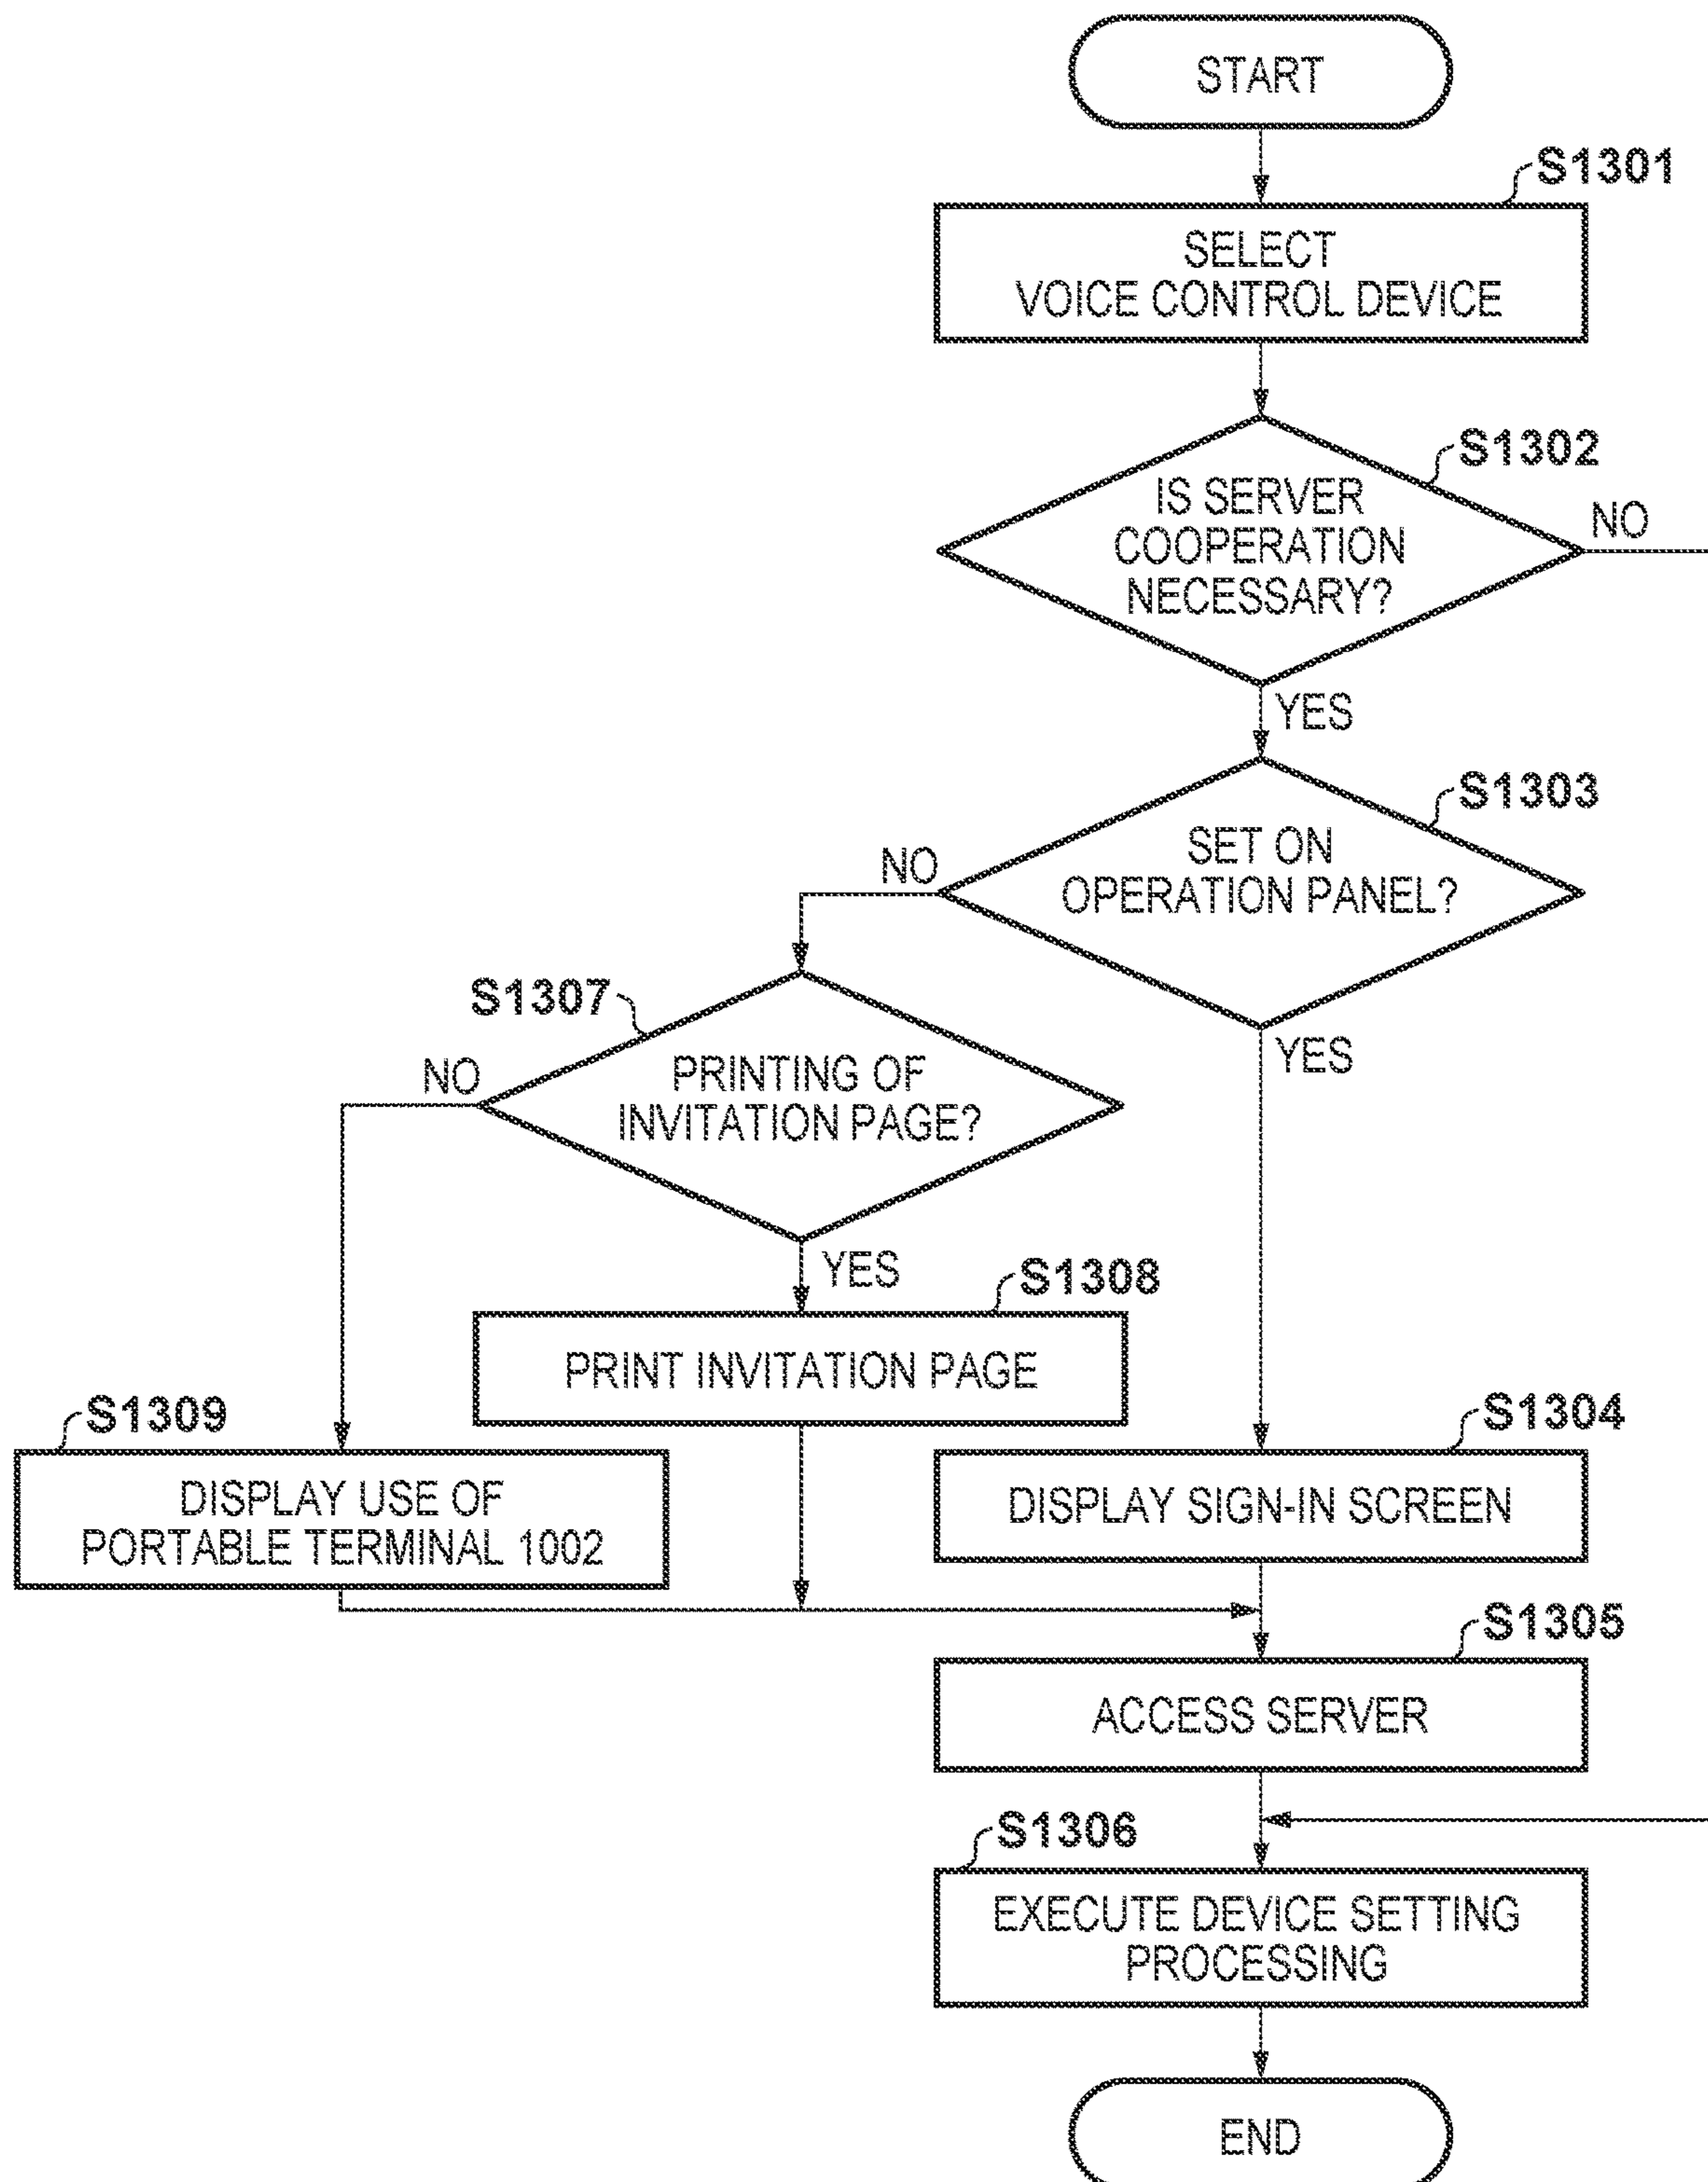 START
S1301
SELECT
VOICE CONTROL DEVICE
S1302
IS SERVER
COOPERATION
NECESSARY?
NO
YES
S1303
SET ON
OPERATION PANEL?
NO
YES
S1307
PRINTING OF
INVITATION PAGE?
NO
YES
S1308
PRINT INVITATION PAGE
S1309
DISPLAY USE OF
PORTABLE TERMINAL 1002
S1304
DISPLAY SIGN-IN SCREEN
S1305
ACCESS SERVER
S1306
EXECUTE DEVICE SETTING
PROCESSING
END